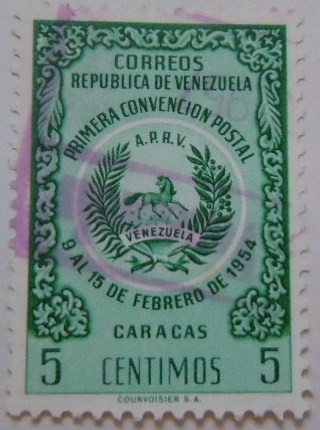 CORREOS
REPUBLICA DE VENEZUELA
PRIMERA CONVENCION POSTAL
A.P.R.V.
VENEZUELA
9 AL 15 DE FEBRERO DE 1954
CARACAS
5 CENTIMOS 5
COURVOISIER S.A.